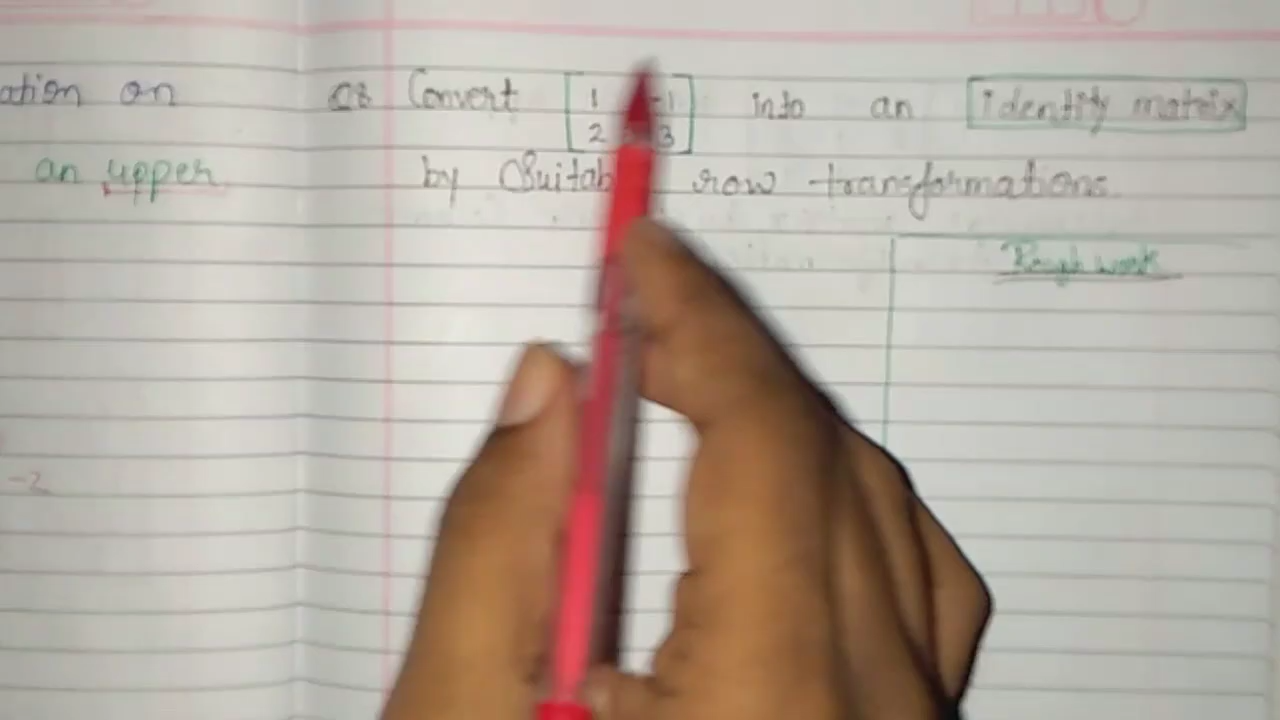 ation on
an upper
-2
Q8 Convert [1 -1
2 3] into an identity matrix
by Suitab row transformations
Rough work